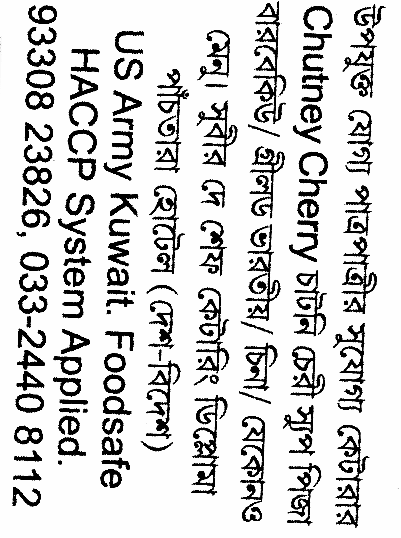 উপযুক্ত যোগ্য পাত্রপাত্রীর সুযোগ্য কেটারার
Chutney Cherry চাটনি চেরী স্যুপ পিজা
বারবেকিউ/ গ্রীলড ভারতীয়/ চিনা/ যেকোনও
মেনু। সুবীর দে শেফ কেটারিং ডিপ্লোমা
পাঁচতারা হোটেল (দেশ-বিদেশ)
US Army Kuwait. Foodsafe
HACCP System Applied.
93308 23826, 033-2440 8112